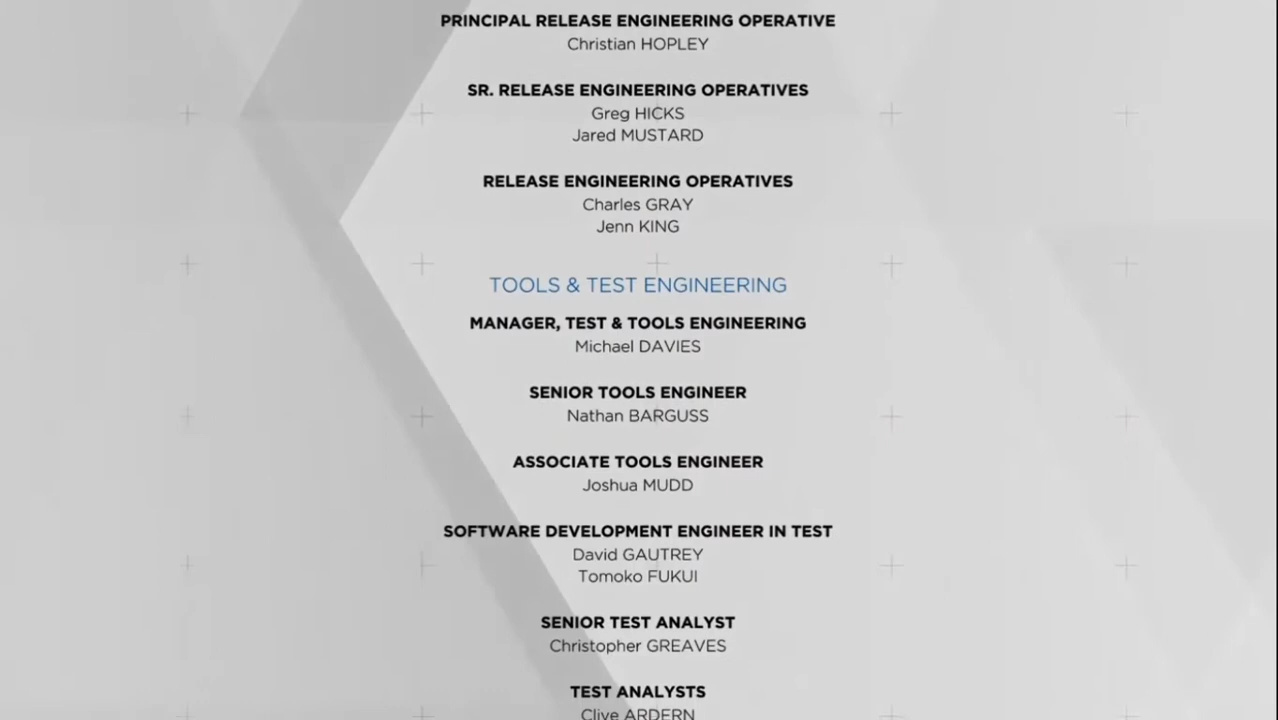 PRINCIPAL RELEASE ENGINEERING OPERATIVE
Christian HOPLEY
SR. RELEASE ENGINEERING OPERATIVES
Greg HICKS
Jared MUSTARD
RELEASE ENGINEERING OPERATIVES
Charles GRAY
Jenn KING
TOOLS & TEST ENGINEERING
MANAGER, TEST & TOOLS ENGINEERING
Michael DAVIES
SENIOR TOOLS ENGINEER
Nathan BARGUSS
ASSOCIATE TOOLS ENGINEER
Joshua MUDD
SOFTWARE DEVELOPMENT ENGINEER IN TEST
David GAUTREY
Tomoko FUKUI
SENIOR TEST ANALYST
Christopher GREAVES
TEST ANALYSTS
Clive ARDERN